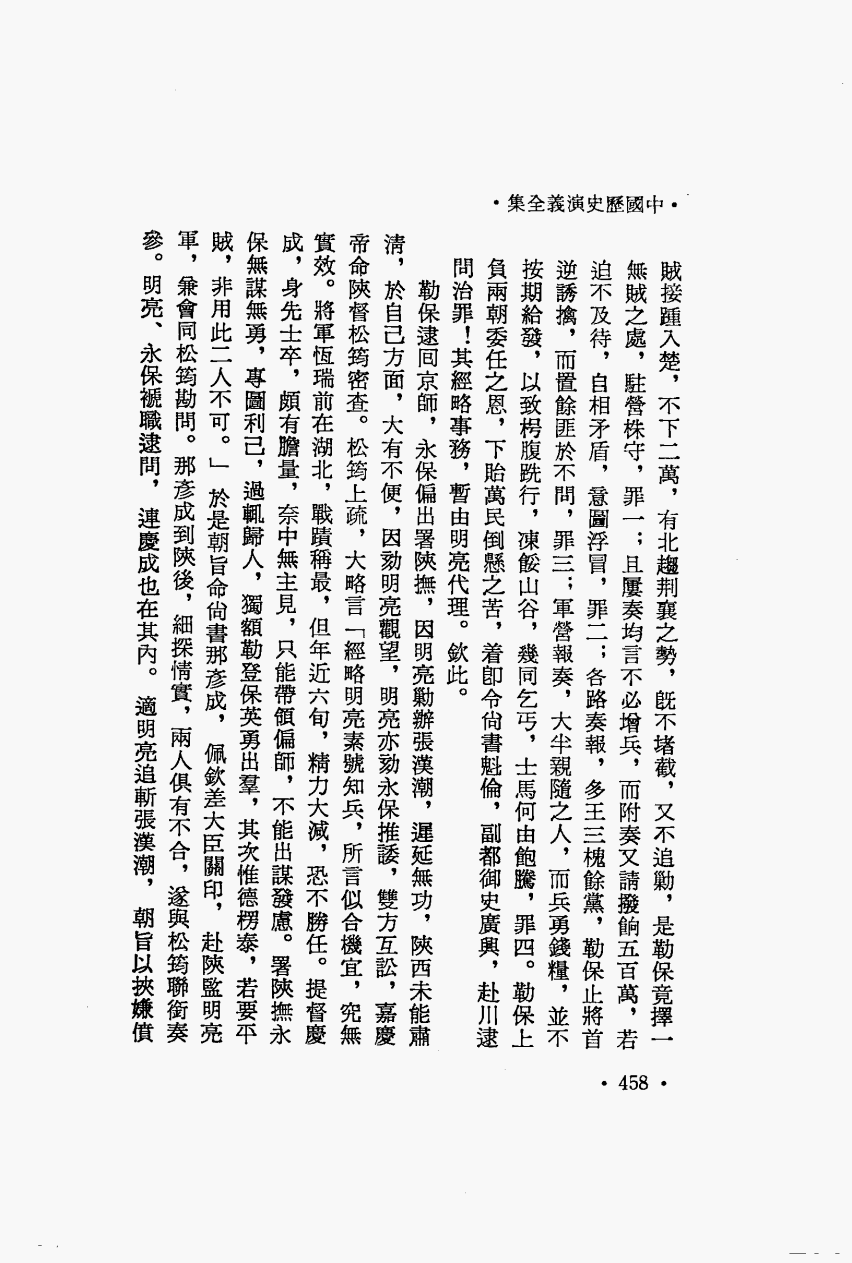 •中國歷史演義全集•
賊接踵入楚，不下二萬，有北趨荆襄之勢，既不堵截，又不追勦，是勒保竟擇一
無賊之處，駐營株守，罪一；且屢奏均言不必增兵，而附奏又請撥餉五百萬，若
迫不及待，自相矛盾，意圖浮冒，罪二；各路奏報，多王三槐餘黨，勒保止將首
逆誘擒，而置餘匪於不問，罪三；軍營報奏，大半親隨之人，而兵勇錢糧，並不
按期給發，以致枵腹跣行，凍餒山谷，幾同乞丐，士馬何由飽騰，罪四。勒保上
負兩朝委任之恩，下貽萬民倒懸之苦，着卽令尙書魁倫，副都御史廣興，赴川逮
問治罪！其經略事務，暫由明亮代理。欽此。
勒保逮囘京師，永保偏出署陝撫，因明亮勦辦張漢潮，遲延無功，陝西未能肅
淸，於自己方面，大有不便，因劾明亮觀望，明亮亦劾永保推諉，雙方互訟，嘉慶
帝命陝督松筠密查。松筠上疏，大略言「經略明亮素號知兵，所言似合機宜，究無
實效。將軍恆瑞前在湖北，戰蹟稱最，但年近六旬，精力大減，恐不勝任。提督慶
成，身先士卒，頗有膽量，奈中無主見，只能帶領偏師，不能出謀發慮。署陝撫永
保無謀無勇，專圖利己，過輒歸人，獨額勒登保英勇出羣，其次惟德楞泰，若要平
賊，非用此二人不可。」於是朝旨命尙書那彥成，佩欽差大臣關印，赴陝監明亮
軍，兼會同松筠勘問。那彥成到陝後，細探情實，兩人俱有不合，遂與松筠聯銜奏
參。明亮、永保褫職逮問，連慶成也在其內。適明亮追斬張漢潮，朝旨以挾嫌僨
•458•